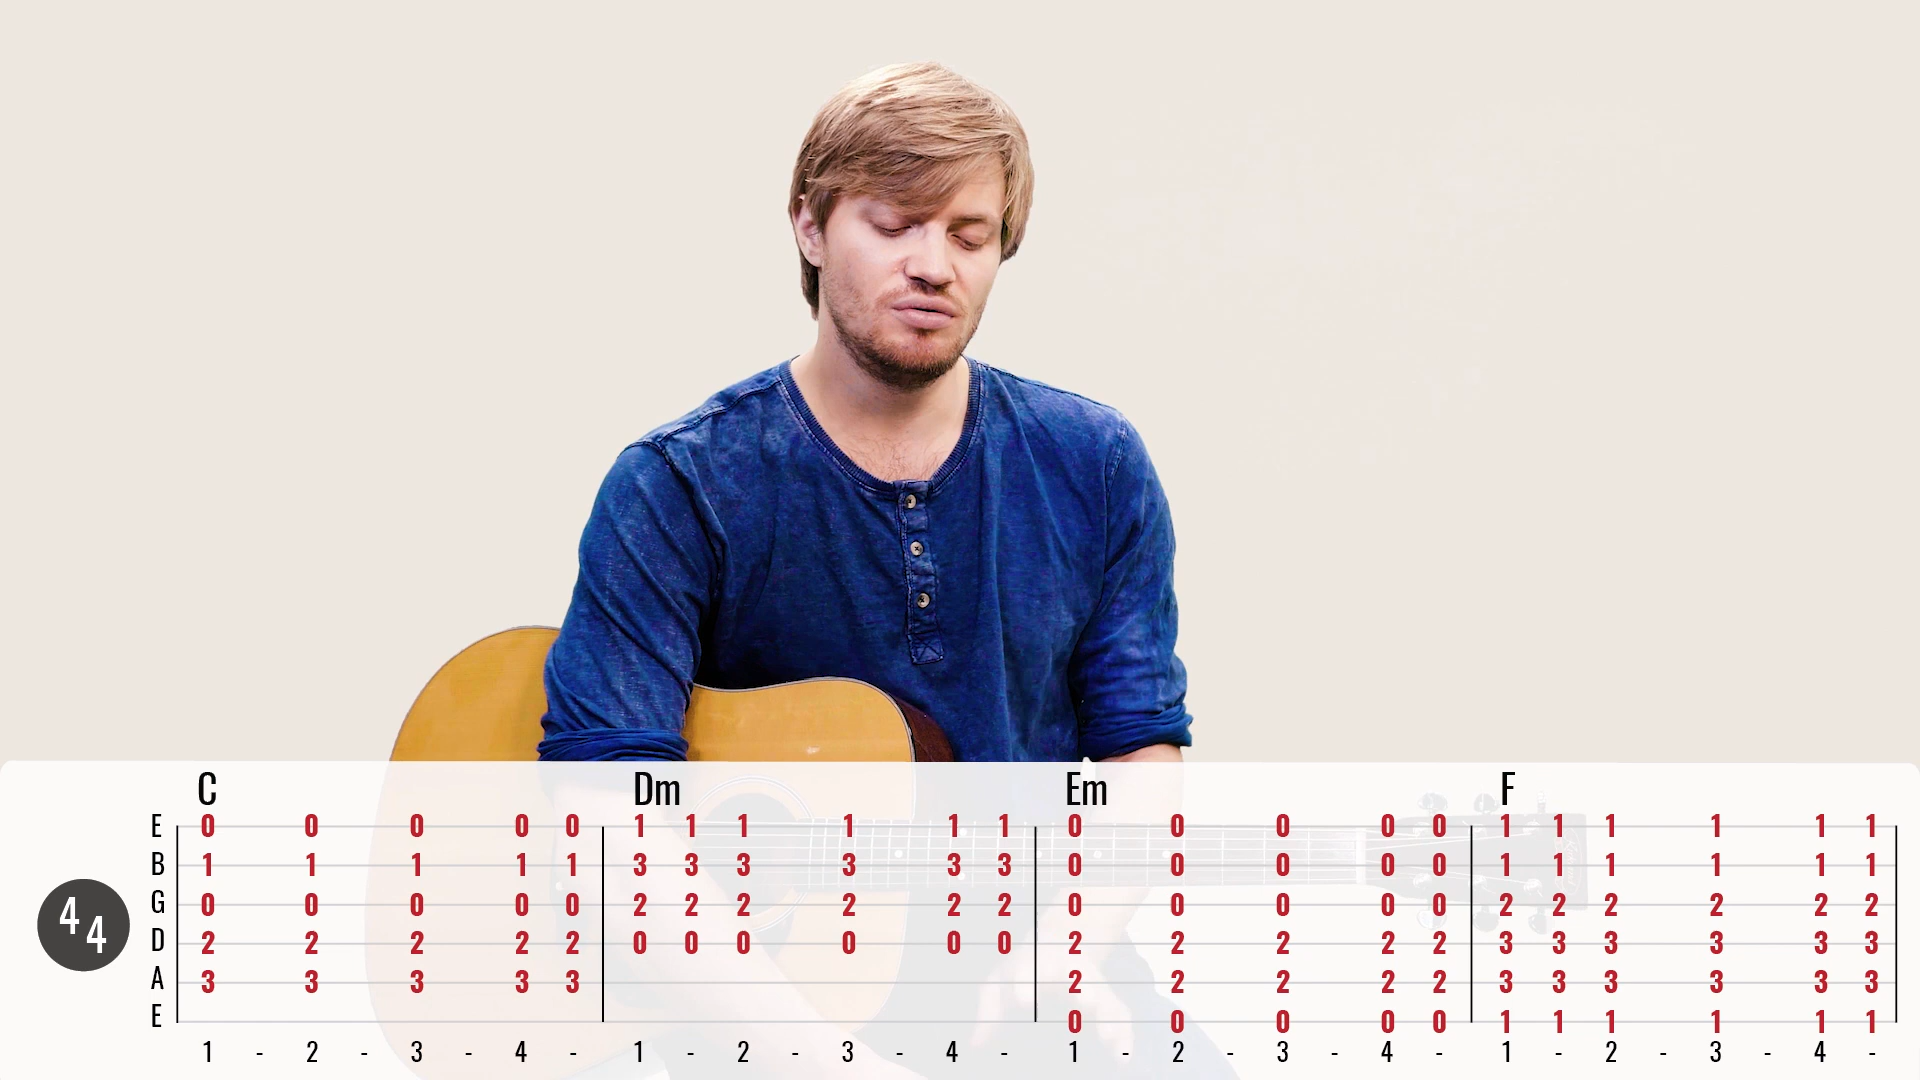 C Dm Em F
E 0 0 0 0 0 1 1 1 1 1 1 0 0 0 0 0 1 1 1 1 1 1
B 1 1 1 1 1 3 3 3 3 3 3 0 0 0 0 0 1 1 1 1 1 1
G 0 0 0 0 0 2 2 2 2 2 2 0 0 0 0 0 2 2 2 2 2 2
4 4
D 2 2 2 2 2 0 0 0 0 0 0 2 2 2 2 2 3 3 3 3 3 3
A 3 3 3 3 3 2 2 2 2 2 3 3 3 3 3 3
E 0 0 0 0 0 1 1 1 1 1 1
1 - 2 - 3 - 4 - 1 - 2 - 3 - 4 - 1 - 2 - 3 - 4 - 1 - 2 - 3 - 4 -